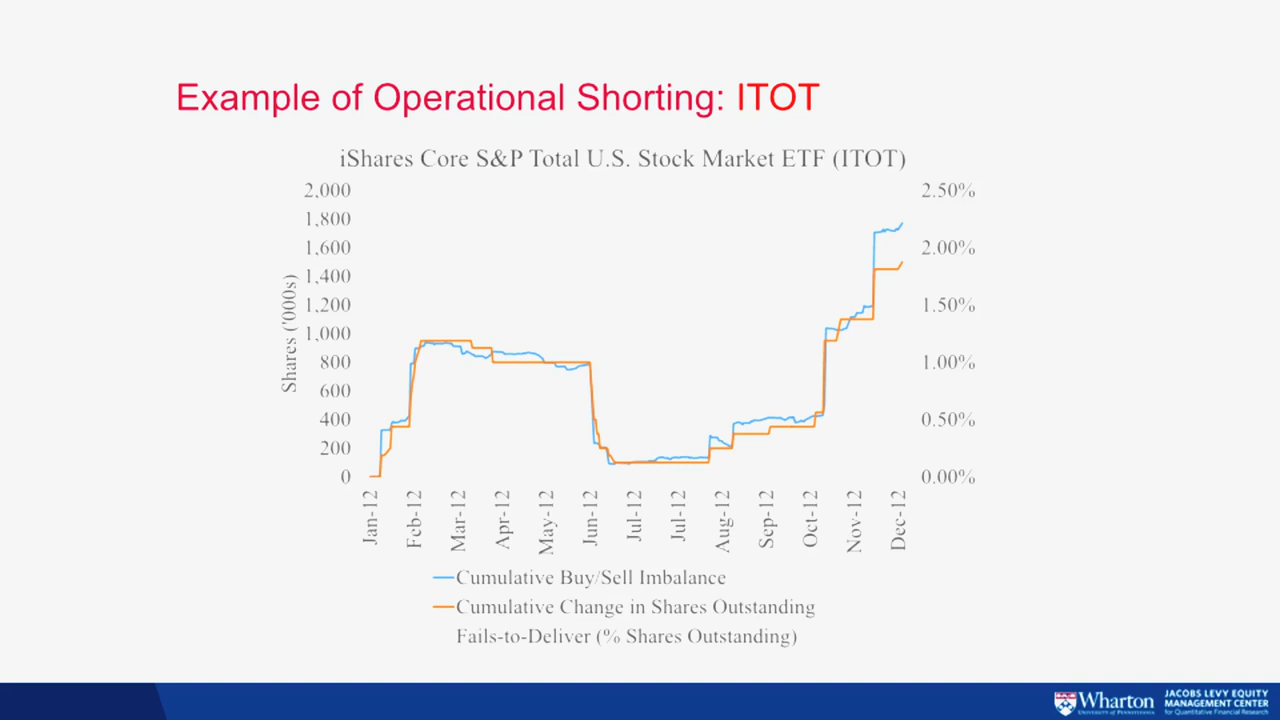 Example of Operational Shorting: ITOT
iShares Core S&P Total U.S. Stock Market ETF (ITOT)
Shares ('000s)
2,000
1,800
1,600
1,400
1,200
1,000
800
600
400
200
0
2.50%
2.00%
1.50%
1.00%
0.50%
0.00%
Jan-12
Feb-12
Mar-12
Apr-12
May-12
Jun-12
Jul-12
Jul-12
Aug-12
Sep-12
Oct-12
Nov-12
Dec-12
Cumulative Buy/Sell Imbalance
Cumulative Change in Shares Outstanding
Fails-to-Deliver (% Shares Outstanding)
Wharton
UNIVERSITY of PENNSYLVANIA
JACOBS LEVY EQUITY
MANAGEMENT CENTER
for Quantitative Financial Research